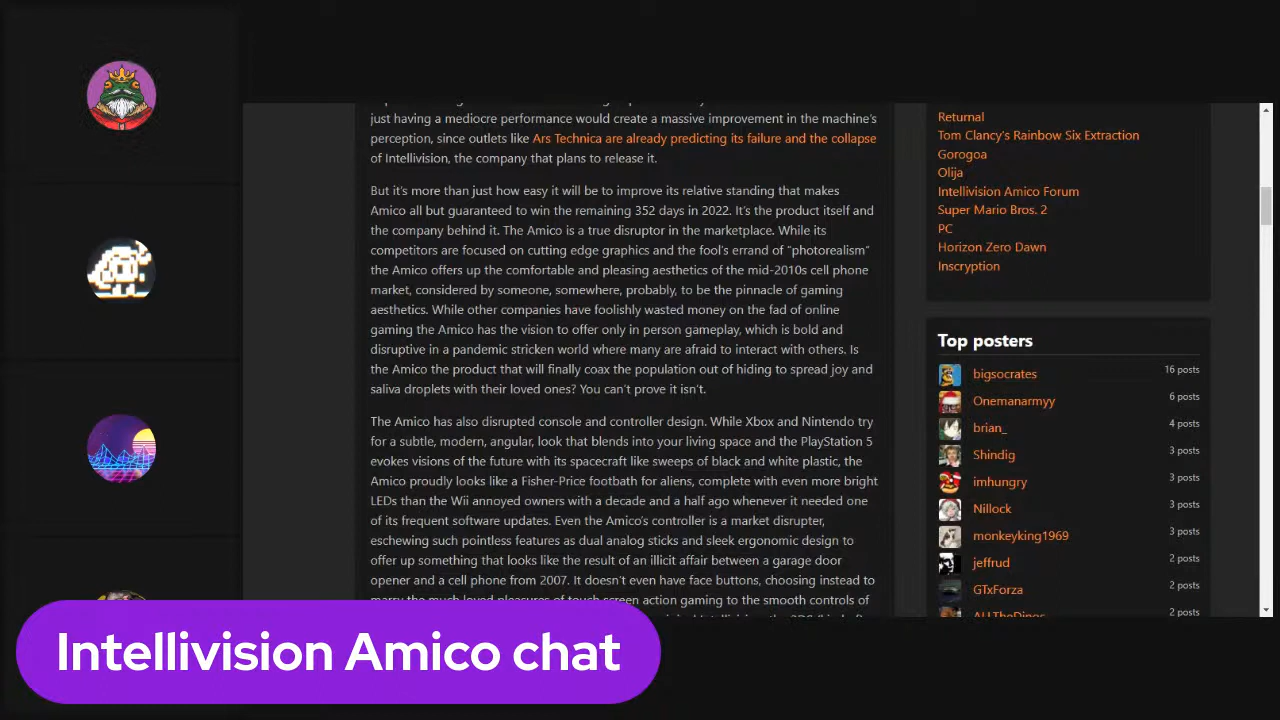 just having a mediocre performance would create a massive improvement in the machine's
perception, since outlets like Ars Technica are already predicting its failure and the collapse
of Intellivision, the company that plans to release it.
But it's more than just how easy it will be to improve its relative standing that makes
Amico all but guaranteed to win the remaining 352 days in 2022. It's the product itself and
the company behind it. The Amico is a true disruptor in the marketplace. While its
competitors are focused on cutting edge graphics and the fool's errand of "photorealism"
the Amico offers up the comfortable and pleasing aesthetics of the mid-2010s cell phone
market, considered by someone, somewhere, probably, to be the pinnacle of gaming
aesthetics. While other companies have foolishly wasted money on the fad of online
gaming the Amico has the vision to offer only in person gameplay, which is bold and
disruptive in a pandemic stricken world where many are afraid to interact with others. Is
the Amico the product that will finally coax the population out of hiding to spread joy and
saliva droplets with their loved ones? You can't prove it isn't.
The Amico has also disrupted console and controller design. While Xbox and Nintendo try
for a subtle, modern, angular, look that blends into your living space and the PlayStation 5
evokes visions of the future with its spacecraft like sweeps of black and white plastic, the
Amico proudly looks like a Fisher-Price footbath for aliens, complete with even more bright
LEDs than the Wii annoyed owners with a decade and a half ago whenever it needed one
of its frequent software updates. Even the Amico's controller is a market disrupter,
eschewing such pointless features as dual analog sticks and sleek ergonomic design to
offer up something that looks like the result of an illicit affair between a garage door
opener and a cell phone from 2007. It doesn't even have face buttons, choosing instead to
marry the much loved pleasures of touch screen action gaming to the smooth controls of
Returnal
Tom Clancy's Rainbow Six Extraction
Gorogoa
Olija
Intellivision Amico Forum
Super Mario Bros. 2
PC
Horizon Zero Dawn
Inscryption
Top posters
bigsocrates 16 posts
Onemanarmyy 6 posts
brian_ 4 posts
Shindig 3 posts
imhungry 3 posts
Nillock 3 posts
monkeyking1969 3 posts
jeffrud 2 posts
GTxForza 2 posts
2 posts
Intellivision Amico chat